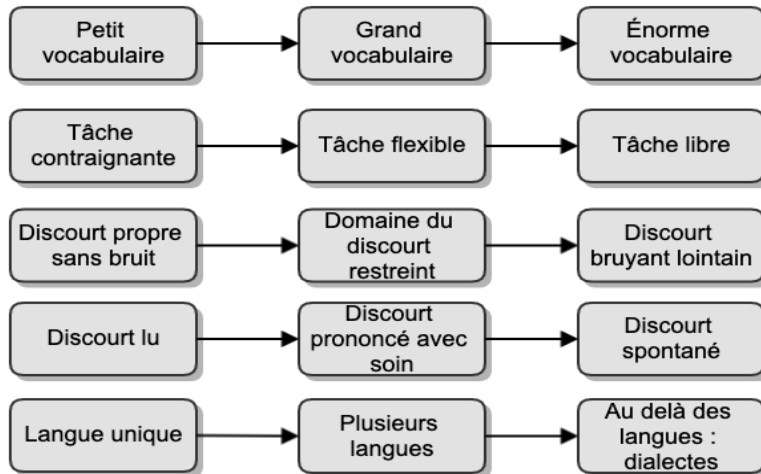 Petit
vocabulaire
Grand
vocabulaire
Énorme
vocabulaire
Tâche
contraignante
Tâche flexible
Tâche libre
Discourt propre
sans bruit
Domaine du
discourt
restreint
Discourt
bruyant lointain
Discourt lu
Discourt
prononcé avec
soin
Discourt
spontané
Langue unique
Plusieurs
langues
Au delà des
langues :
dialectes